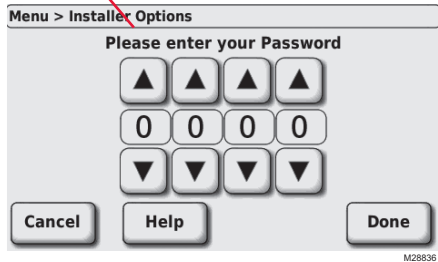 Menu > Installer Options
Please enter your Password
0 0 0 0
Cancel Help Done
M28836